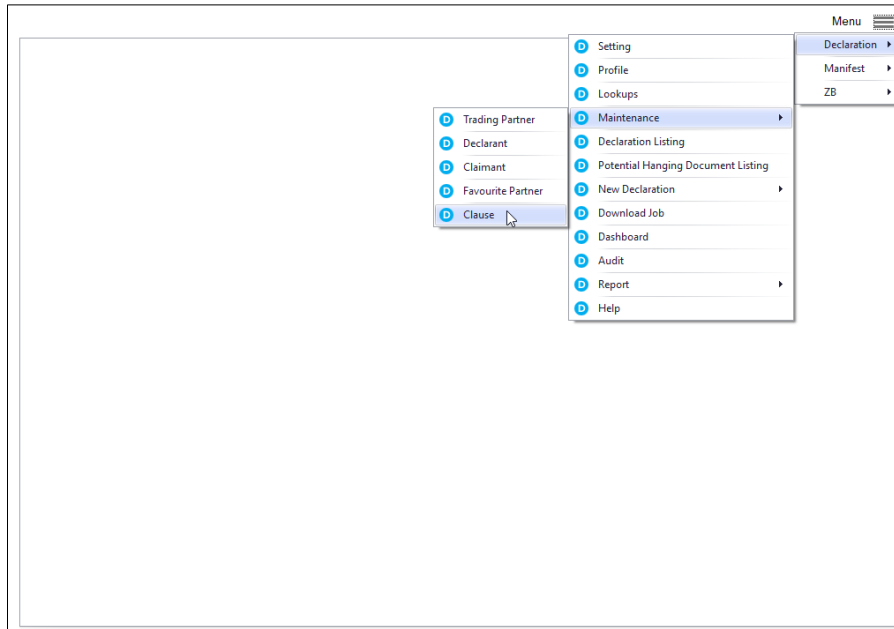 Menu
Declaration
Manifest
ZB
D Setting
D Profile
D Lookups
D Maintenance
D Declaration Listing
D Potential Hanging Document Listing
D New Declaration
D Download Job
D Dashboard
D Audit
D Report
D Help
D Trading Partner
D Declarant
D Claimant
D Favourite Partner
D Clause